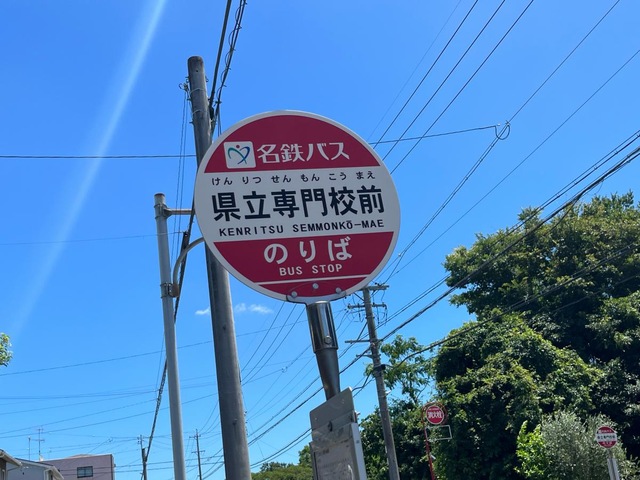 名鉄バス
けん りつ せん もん こう まえ
県立専門校前
KENRITSU SEMMONKŌ-MAE
のりば
BUS STOP